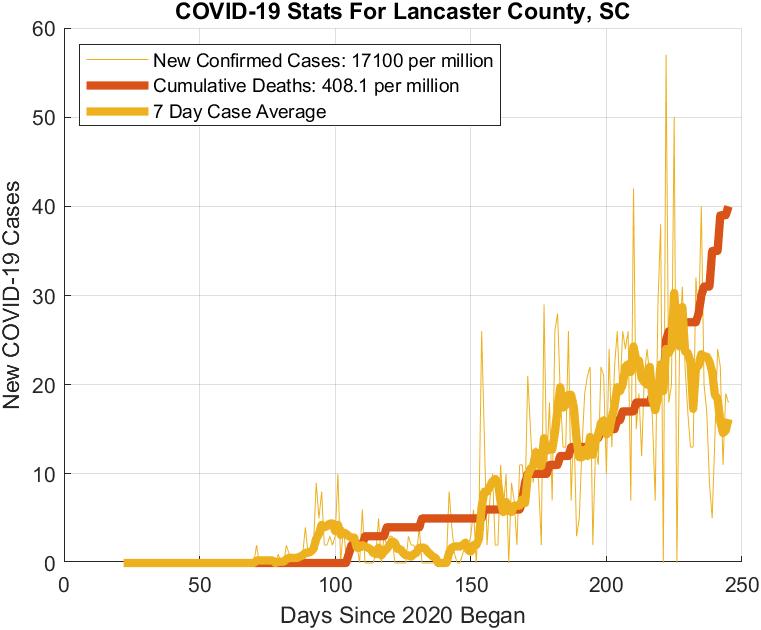 COVID-19 Stats For Lancaster County, SC
60
New Confirmed Cases: 17100 per million
Cumulative Deaths: 408.1 per million
7 Day Case Average
50
40
30
20
10
0
New COVID-19 Cases
0 50 100 150 200 250
Days Since 2020 Began